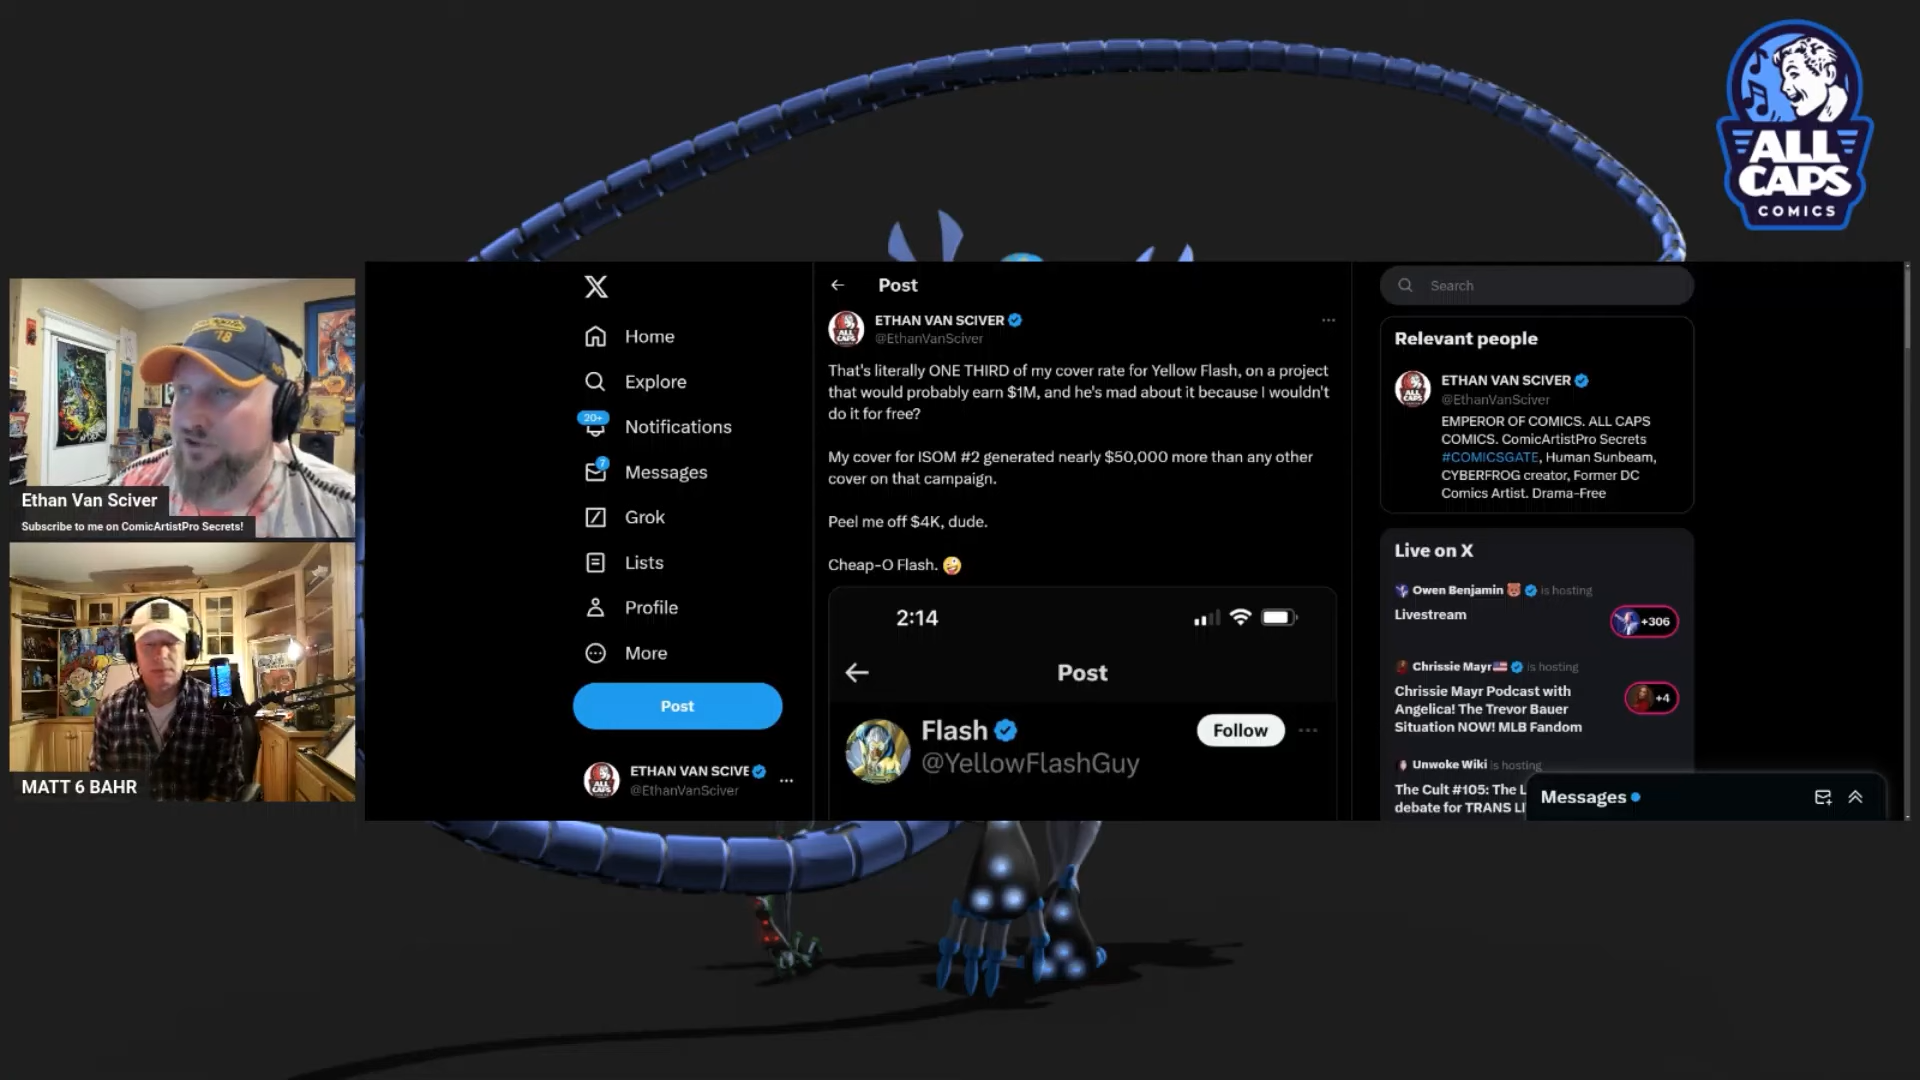 ALL
CAPS
COMICS
'18
Ethan Van Sciver
Subscribe to me on ComicArtistPro Secrets!
MATT 6 BAHR
Home
Explore
20+
Notifications
7
Messages
Grok
Lists
Profile
More
Post
ETHAN VAN SCIVE
@EthanVanSciver
Post
ETHAN VAN SCIVER
@EthanVanSciver
That's literally ONE THIRD of my cover rate for Yellow Flash, on a project
that would probably earn $1M, and he's mad about it because I wouldn't
do it for free?
My cover for ISOM #2 generated nearly $50,000 more than any other
cover on that campaign.
Peel me off $4K, dude.
Cheap-O Flash. 🤪
2:14
Post
Flash
@YellowFlashGuy
Follow
Search
Relevant people
ETHAN VAN SCIVER
@EthanVanSciver
EMPEROR OF COMICS. ALL CAPS
COMICS. ComicArtistPro Secrets
#COMICSGATE, Human Sunbeam,
CYBERFROG creator, Former DC
Comics Artist. Drama-Free
Live on X
Owen Benjamin 🐻 is hosting
Livestream
+306
Chrissie Mayr🇺🇸 is hosting
Chrissie Mayr Podcast with
Angelica! The Trevor Bauer
Situation NOW! MLB Fandom
+4
Unwoke Wiki is hosting
The Cult #105: The L
debate for TRANS LI
Messages